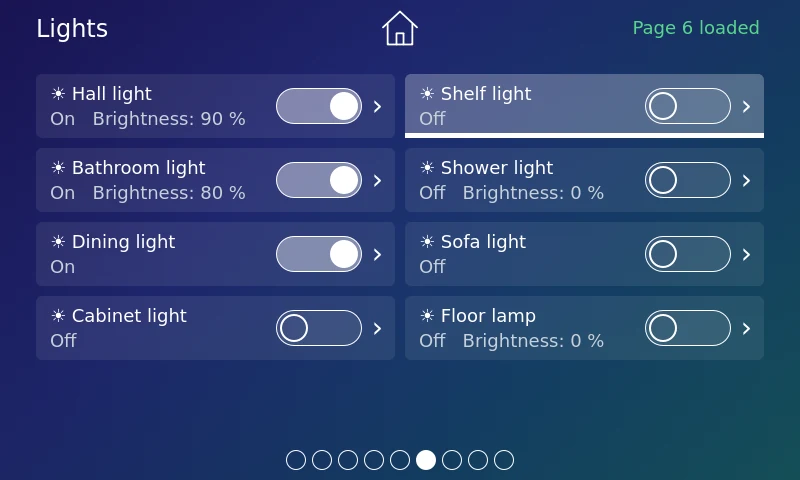 Lights
Page 6 loaded
Hall light
On Brightness: 90 %
Shelf light
Off
Bathroom light
On Brightness: 80 %
Shower light
Off Brightness: 0 %
Dining light
On
Sofa light
Off
Cabinet light
Off
Floor lamp
Off Brightness: 0 %